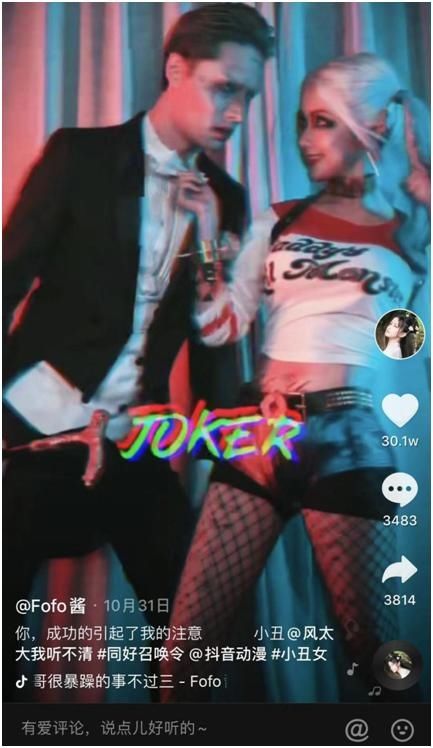 Daddy's
JOKER
30.1w
3483
3814
@Fofo酱 · 10月31日
你，成功的引起了我的注意 小丑@风太
大我听不清 #同好召唤令 @抖音动漫 #小丑女
哥很暴躁的事不过三 - Fofo
有爱评论，说点儿好听的~